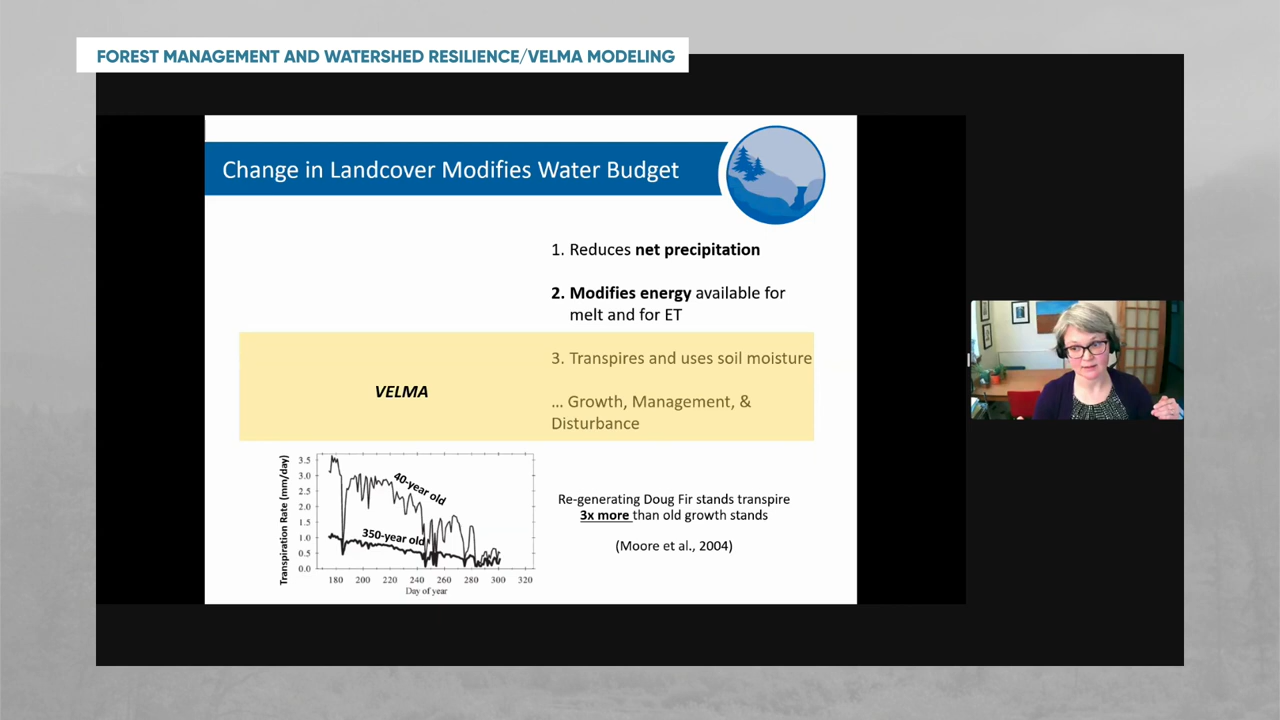 FOREST MANAGEMENT AND WATERSHED RESILIENCE/VELMA MODELING
Change in Landcover Modifies Water Budget
1. Reduces net precipitation
2. Modifies energy available for
melt and for ET
3. Transpires and uses soil moisture
VELMA
... Growth, Management, &
Disturbance
Transpiration Rate (mm/day)
3.5
3.0
2.5
2.0
1.5
1.0
0.5
0.0
40-year old
350-year old
180 200 220 240 260 280 300 320
Day of year
Re-generating Doug Fir stands transpire
3x more than old growth stands
(Moore et al., 2004)